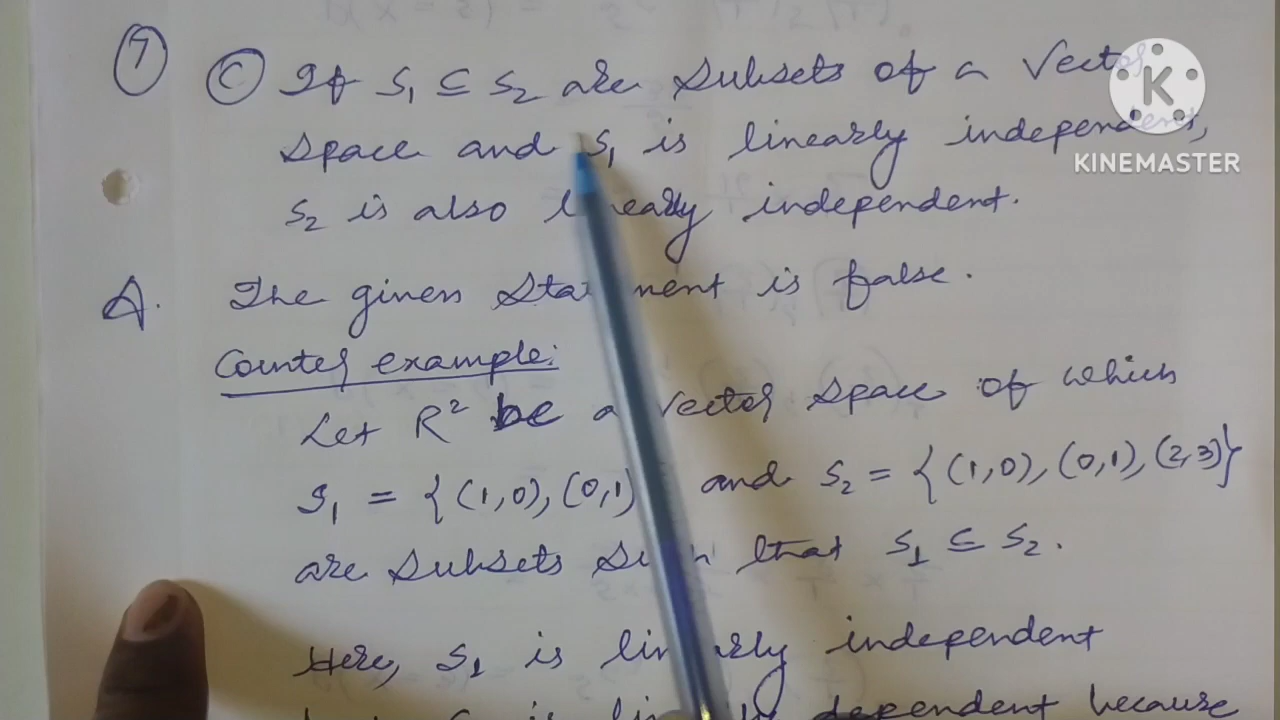 7 C If S₁ ⊆ S₂ are subsets of a Vector
space and S₁ is linearly independent,
S₂ is also linearly independent.
A. The given statement is false.
Counter example:
Let R² be a Vector space of which
S₁ = {(1,0), (0,1) and S₂ = {(1,0), (0,1), (2,3)}
are subsets such that S₁ ⊆ S₂.
Here, S₁ is linearly independent
is dependent because
K
KINEMASTER